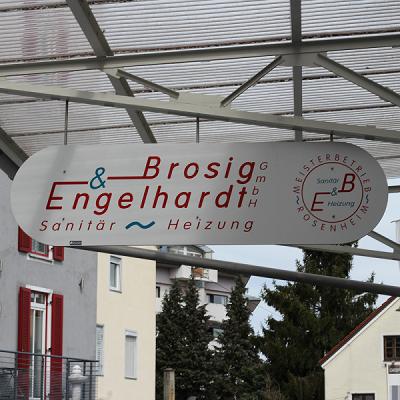 Brosig
& Engelhardt
GmbH
Sanitär ~ Heizung
MEISTERBETRIEB
Sanitär
B
&
E
Heizung
ROSENHEIM